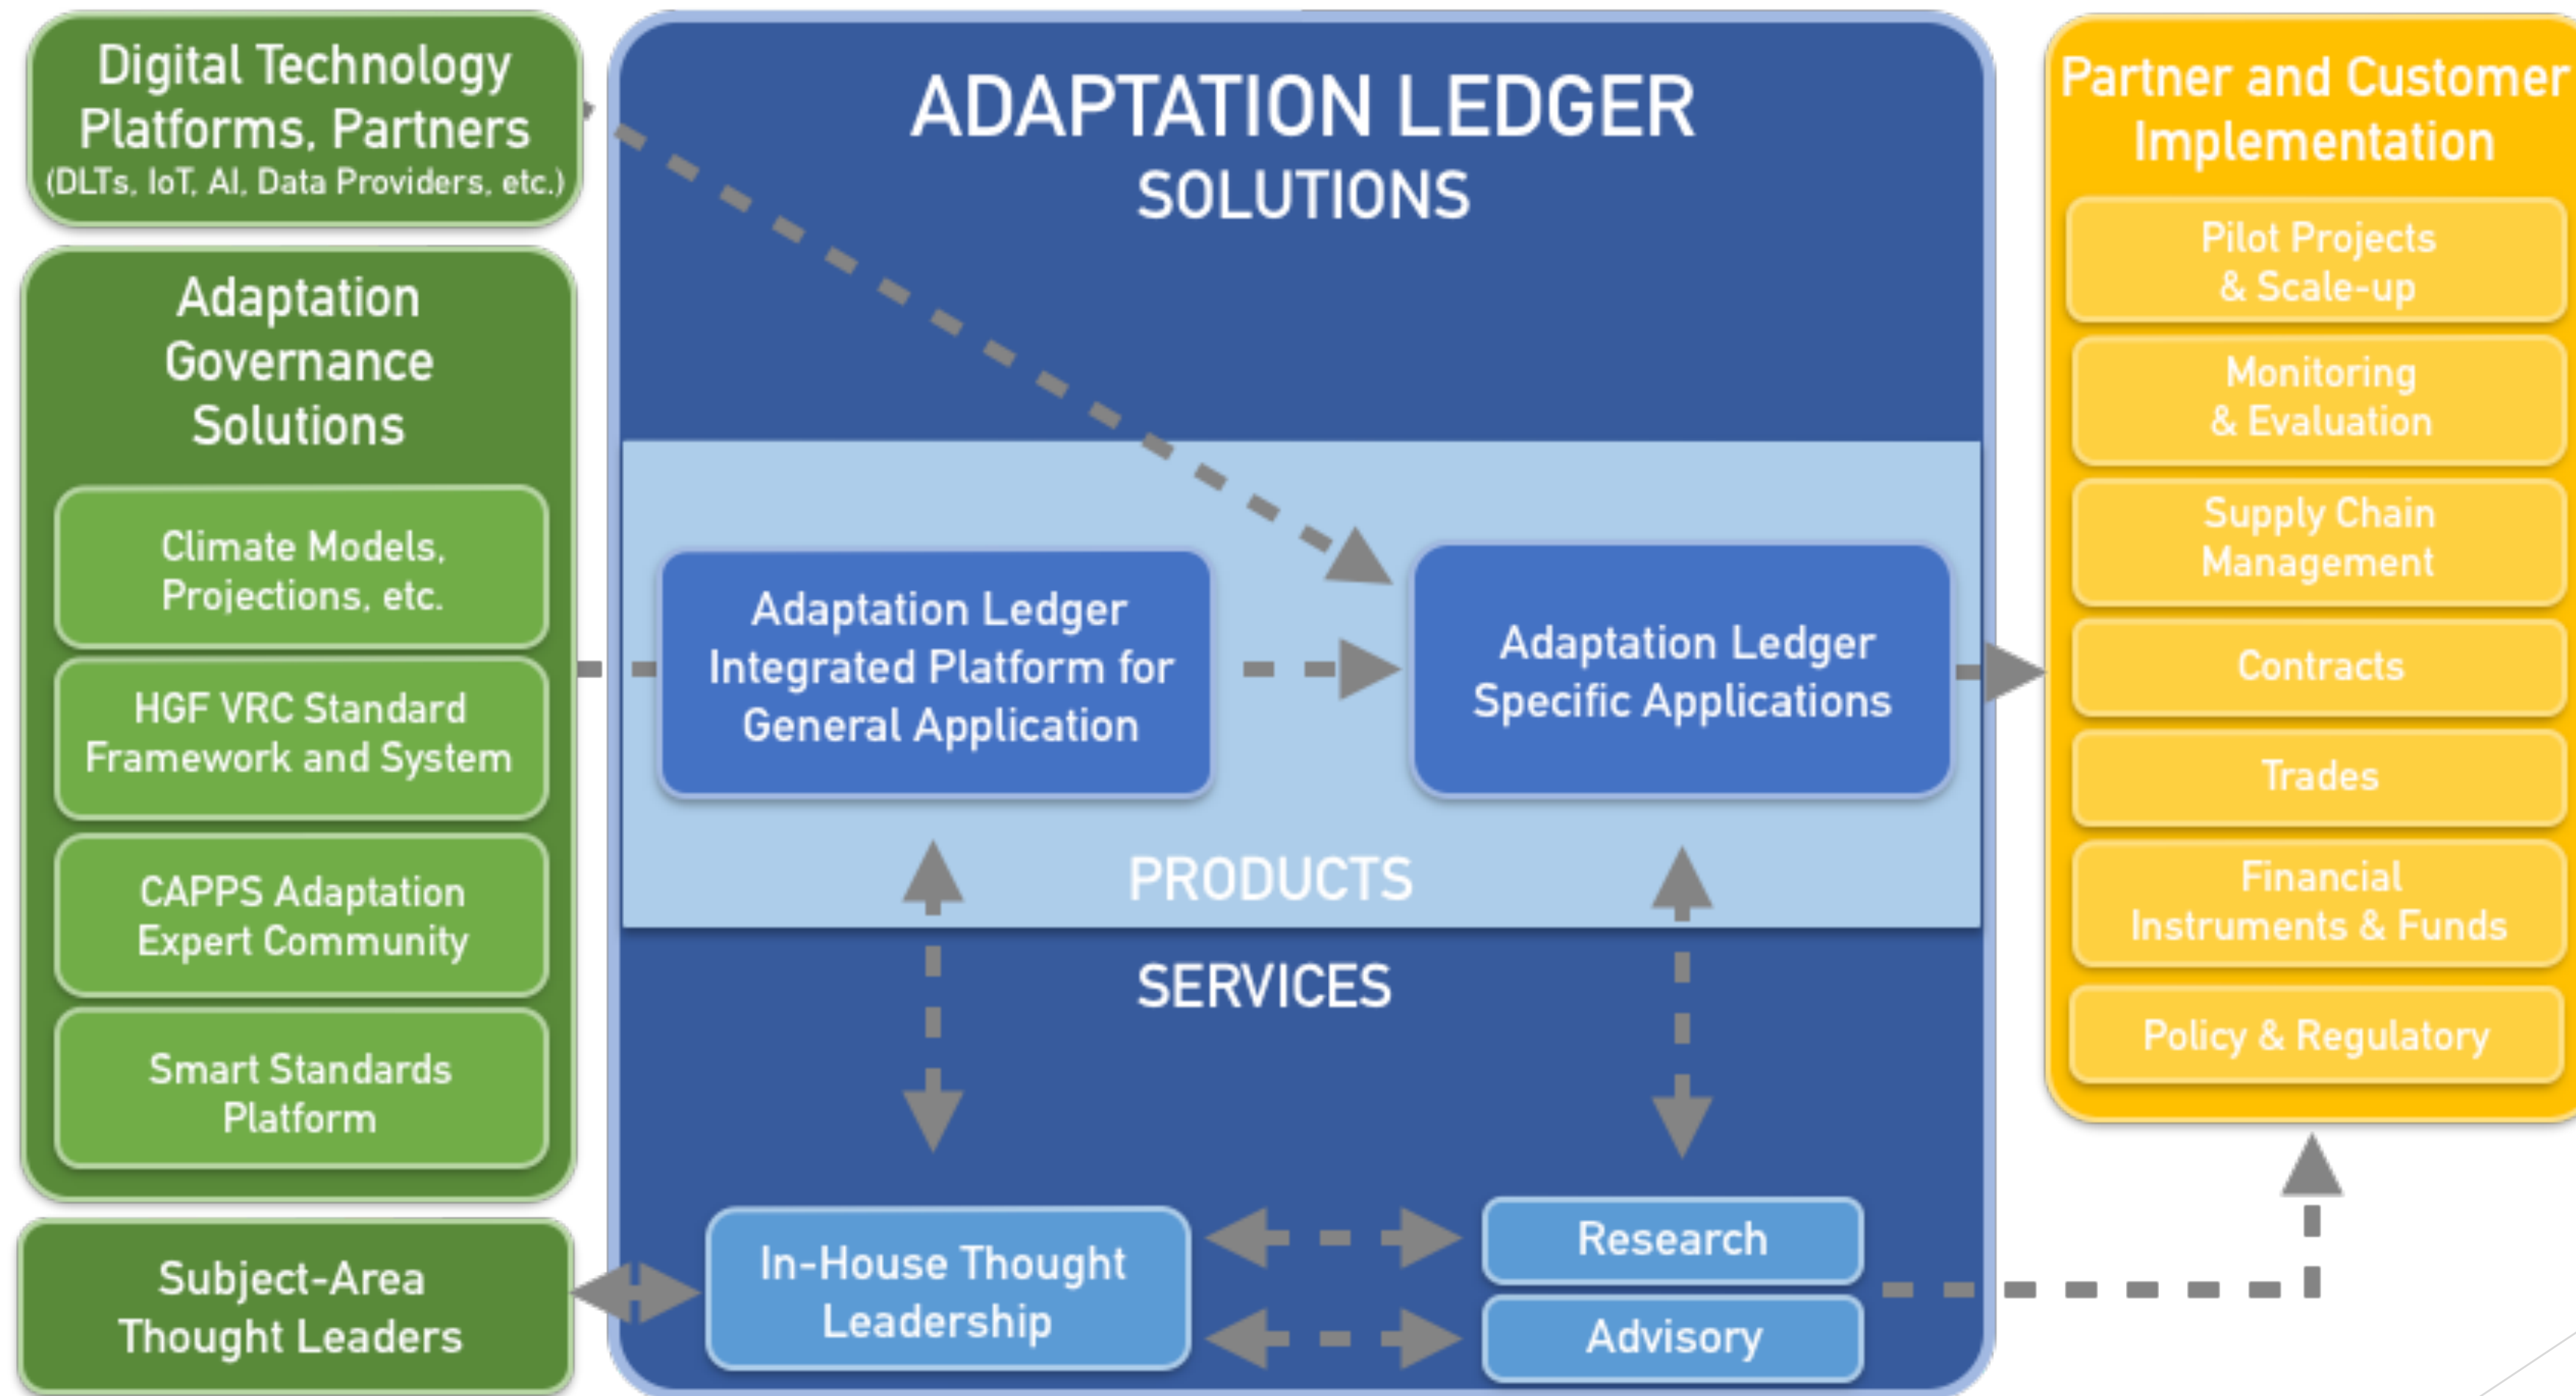 Digital Technology
Platforms, Partners
(DLTs, IoT, AI, Data Providers, etc.)
Adaptation
Governance
Solutions
Climate Models,
Projections, etc.
HGF VRC Standard
Framework and System
CAPPS Adaptation
Expert Community
Smart Standards
Platform
Subject-Area
Thought Leaders
ADAPTATION LEDGER
SOLUTIONS
Adaptation Ledger
Integrated Platform for
General Application
Adaptation Ledger
Specific Applications
PRODUCTS
SERVICES
In-House Thought
Leadership
Research
Advisory
Partner and Customer
Implementation
Pilot Projects
& Scale-up
Monitoring
& Evaluation
Supply Chain
Management
Contracts
Trades
Financial
Instruments & Funds
Policy & Regulatory